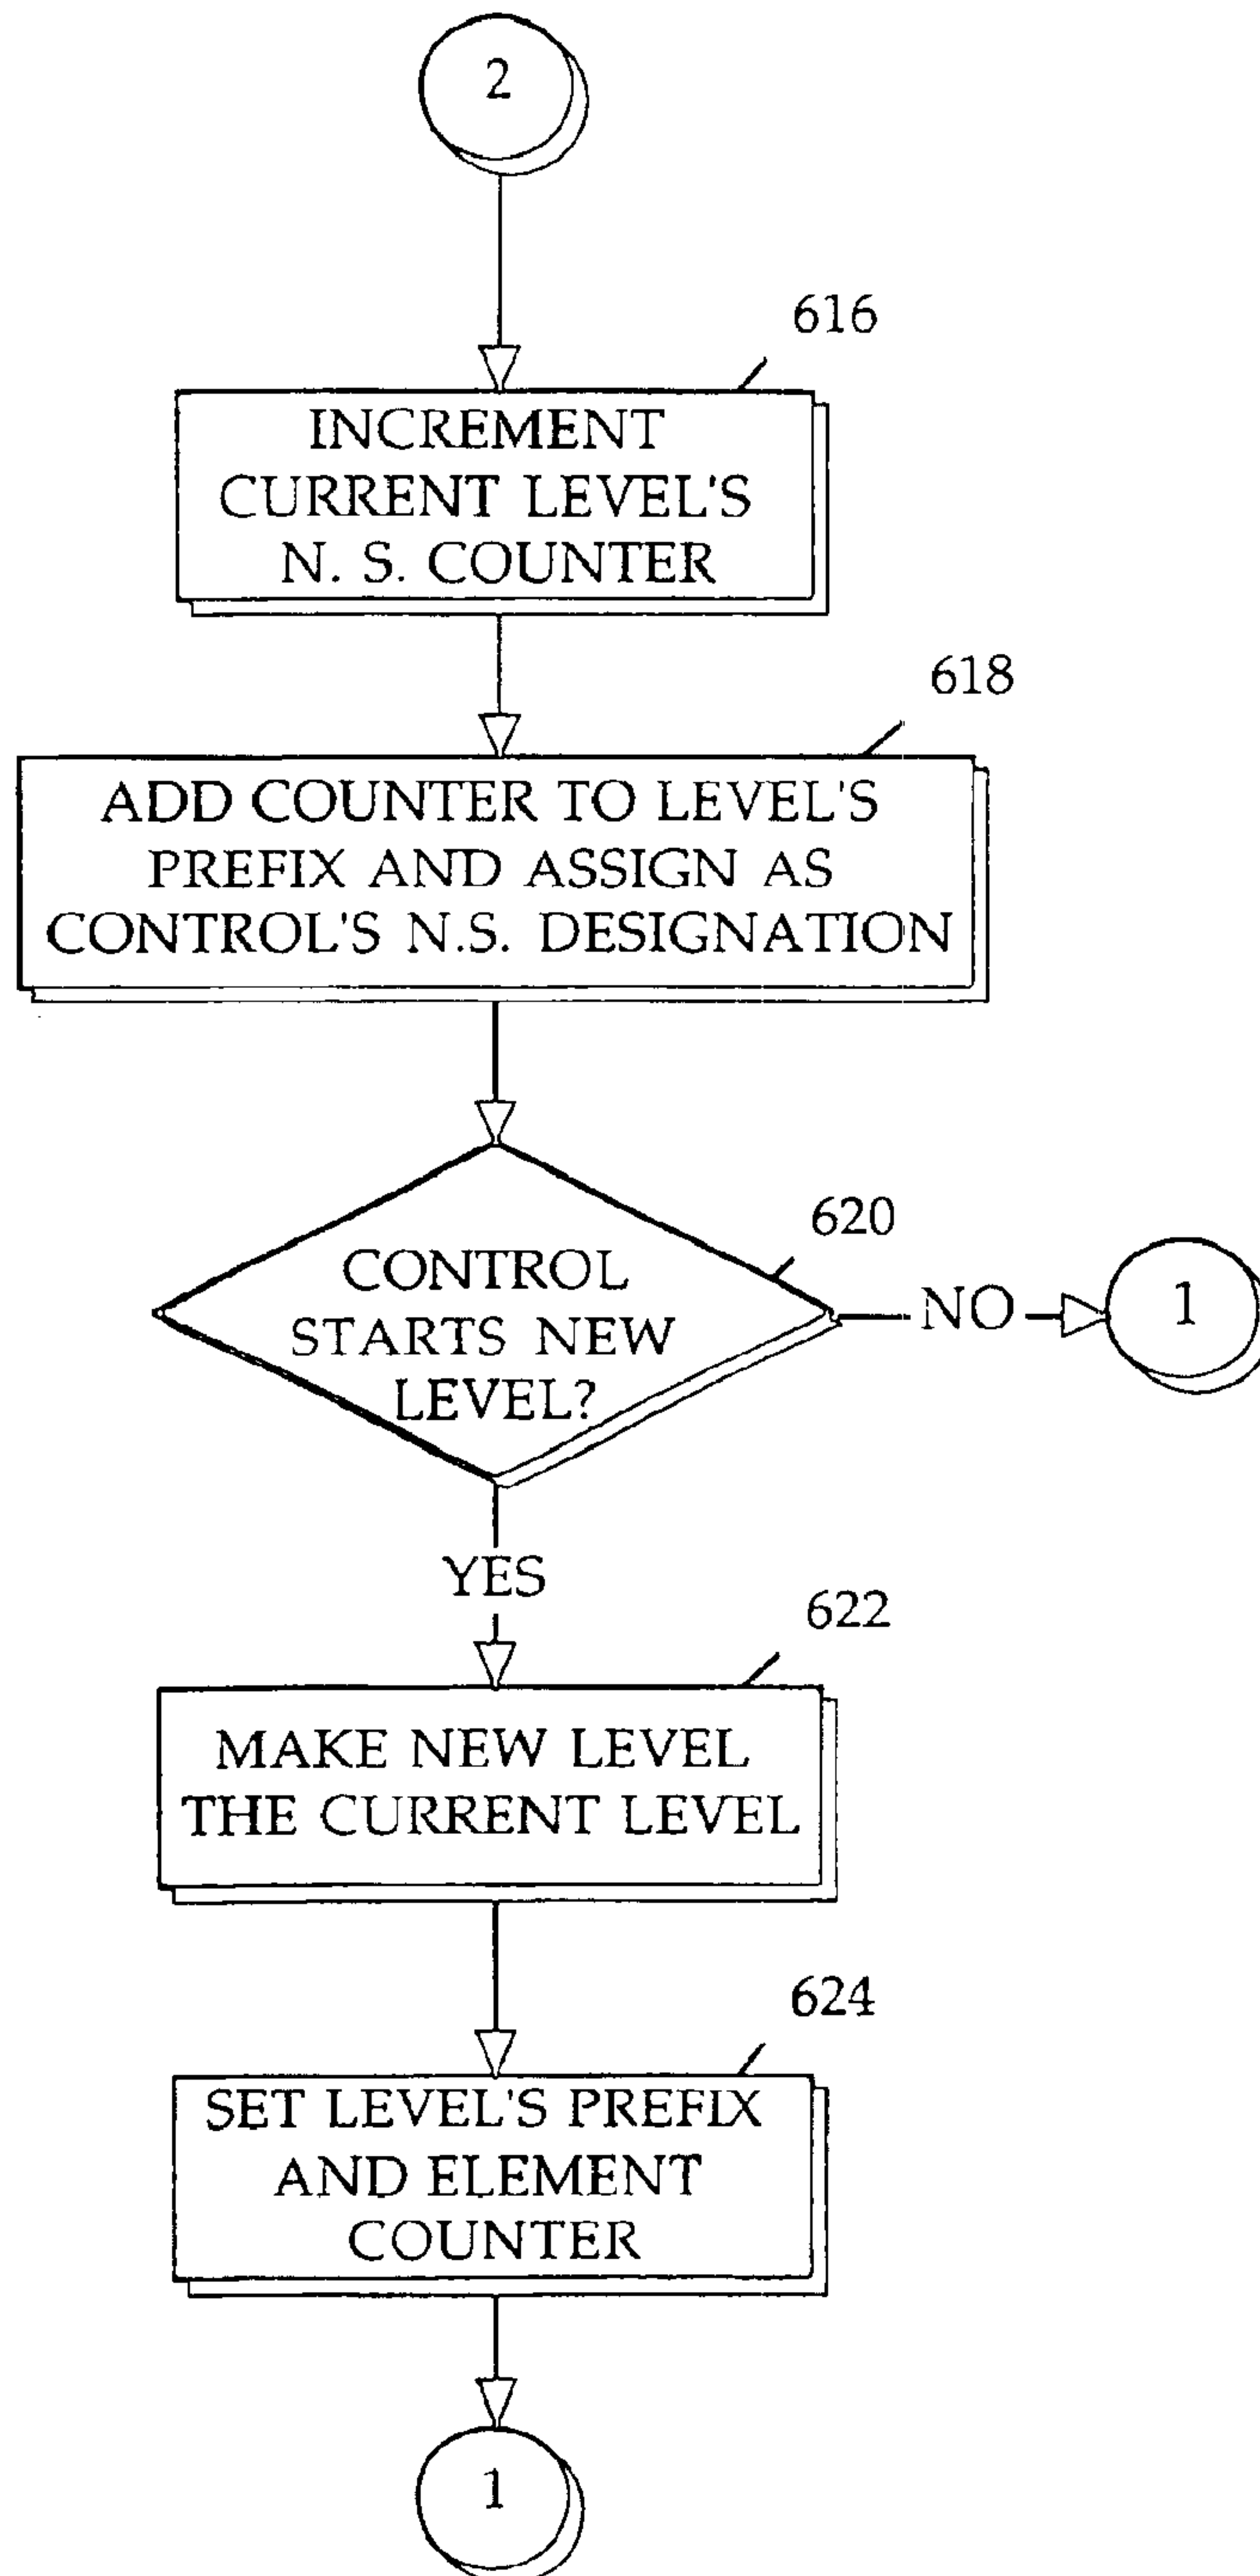 2
616
INCREMENT
CURRENT LEVEL'S
N. S. COUNTER
618
ADD COUNTER TO LEVEL'S
PREFIX AND ASSIGN AS
CONTROL'S N.S. DESIGNATION
620
CONTROL
STARTS NEW
LEVEL?
NO
1
YES
622
MAKE NEW LEVEL
THE CURRENT LEVEL
624
SET LEVEL'S PREFIX
AND ELEMENT
COUNTER
1